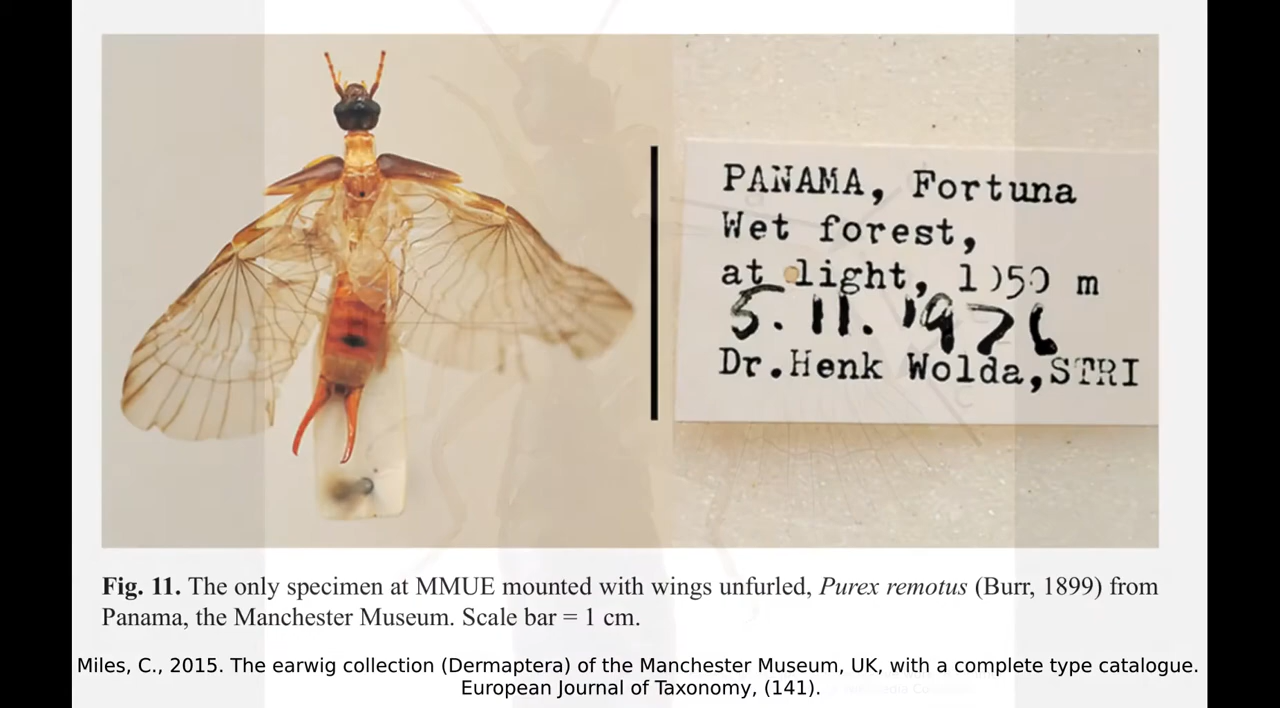 PANAMA, Fortuna
Wet forest,
at light, 1050 m
5.11.1976
Dr.Henk Wolda,STRI
Fig. 11. The only specimen at MMUE mounted with wings unfurled, Purex remotus (Burr, 1899) from
Panama, the Manchester Museum. Scale bar = 1 cm.
Miles, C., 2015. The earwig collection (Dermaptera) of the Manchester Museum, UK, with a complete type catalogue.
European Journal of Taxonomy, (141).